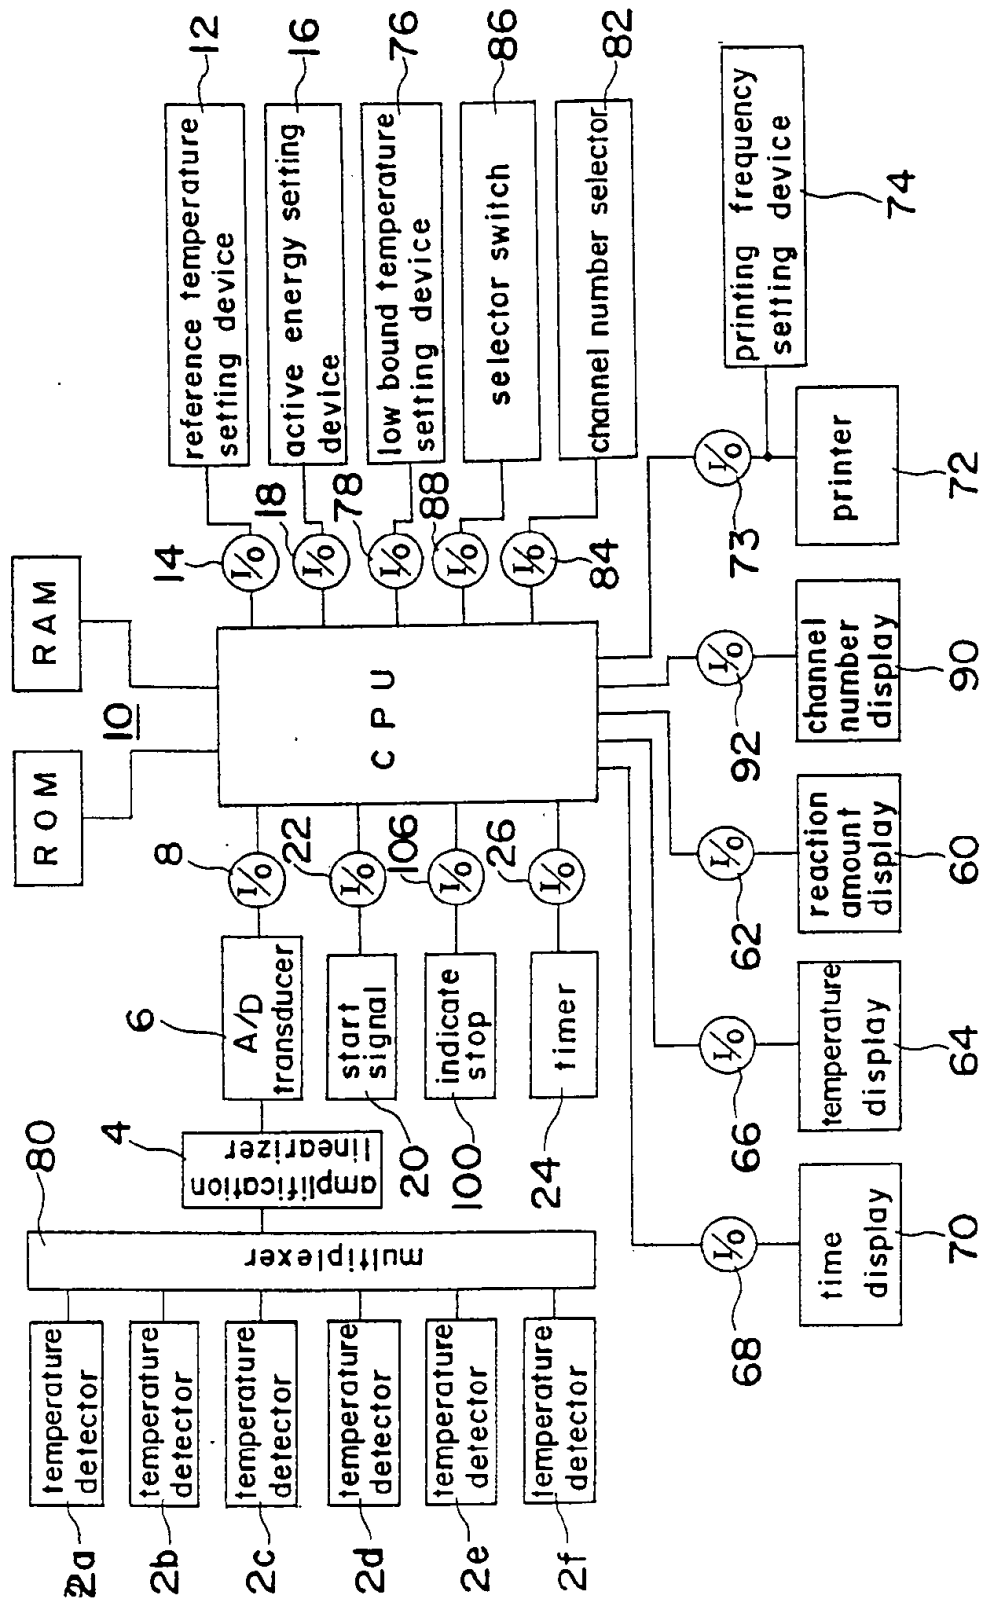 ROM
RAM
10
80
4
6
8
22
106
26
14
18
78
88
84
12
16
76
86
82
2a
temperature
detector
2b
temperature
detector
2c
temperature
detector
2d
temperature
detector
2e
temperature
detector
2f
temperature
detector
multiplexer
amplification
linearizer
A/D
transducer
I/O
start
signal
20
I/O
indicate
stop
100
I/O
timer
24
I/O
CPU
I/O
reference temperature
setting device
I/O
active energy setting
device
I/O
low bound temperature
setting device
I/O
selector switch
I/O
channel number selector
I/O
68
time
display
70
I/O
66
temperature
display
64
I/O
62
reaction
amount
display
60
I/O
92
channel
number
display
90
I/O
73
printer
72
printing frequency
setting device
74